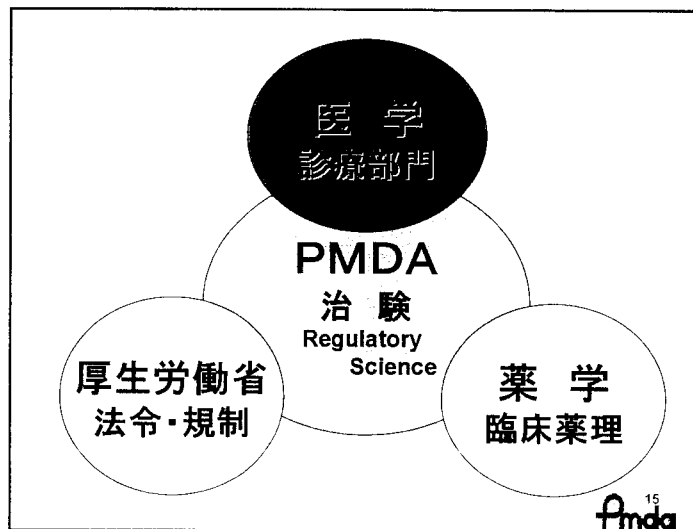 医 学
診療部門
PMDA
治 験
Regulatory
Science
厚生労働省
法令・規制
薬 学
臨床薬理
15
Pmda